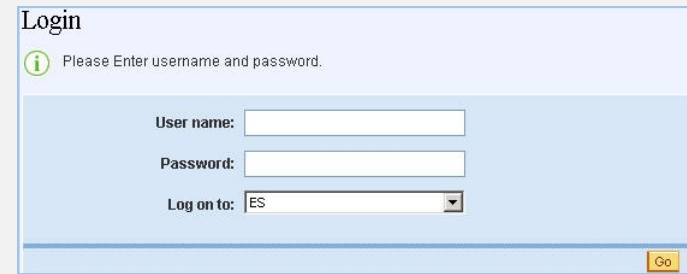 Login
Please Enter username and password.
User name:
Password:
Log on to: ES
Go